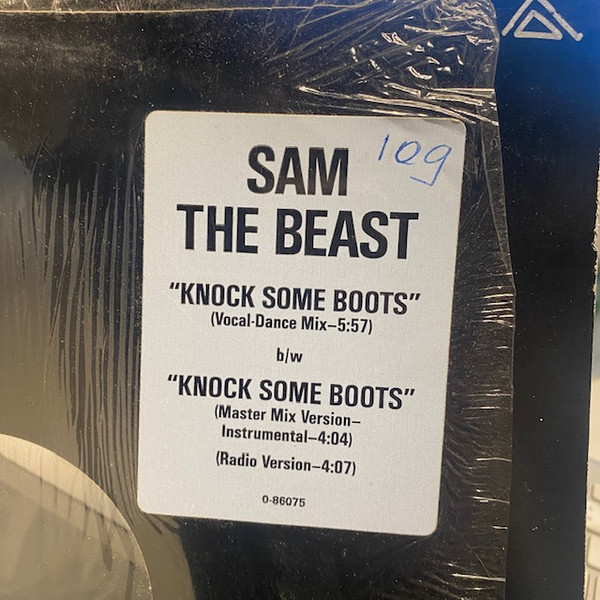 SAM
109
THE BEAST
"KNOCK SOME BOOTS"
(Vocal-Dance Mix–5:57)
b/w
"KNOCK SOME BOOTS"
(Master Mix Version–
Instrumental–4:04)
(Radio Version–4:07)
0-86075